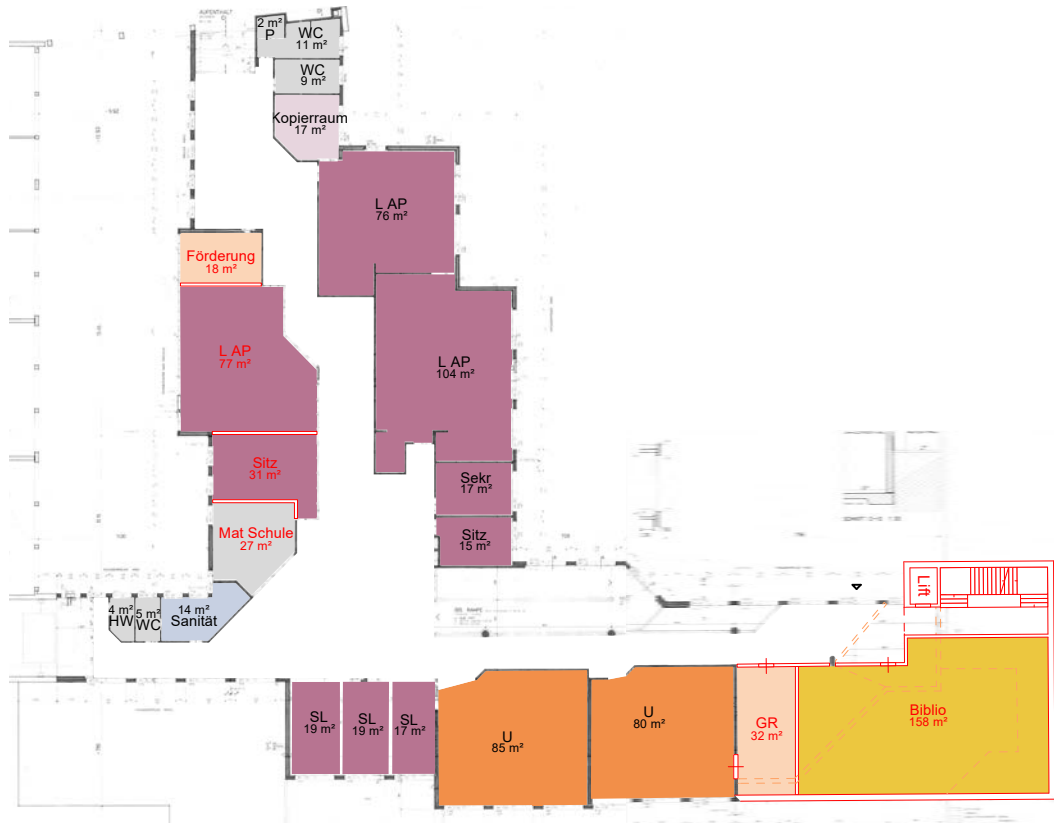 AUFENTHALT
2 m²
P
WC
11 m²
WC
9 m²
Kopierraum
17 m²
L AP
76 m²
Förderung
18 m²
L AP
77 m²
L AP
104 m²
Sitz
31 m²
Sekr
17 m²
Mat Schule
27 m²
Sitz
15 m²
4 m²
HW
5 m²
WC
14 m²
Sanität
Lift
SL
19 m²
SL
19 m²
SL
17 m²
U
85 m²
U
80 m²
GR
32 m²
Biblio
158 m²